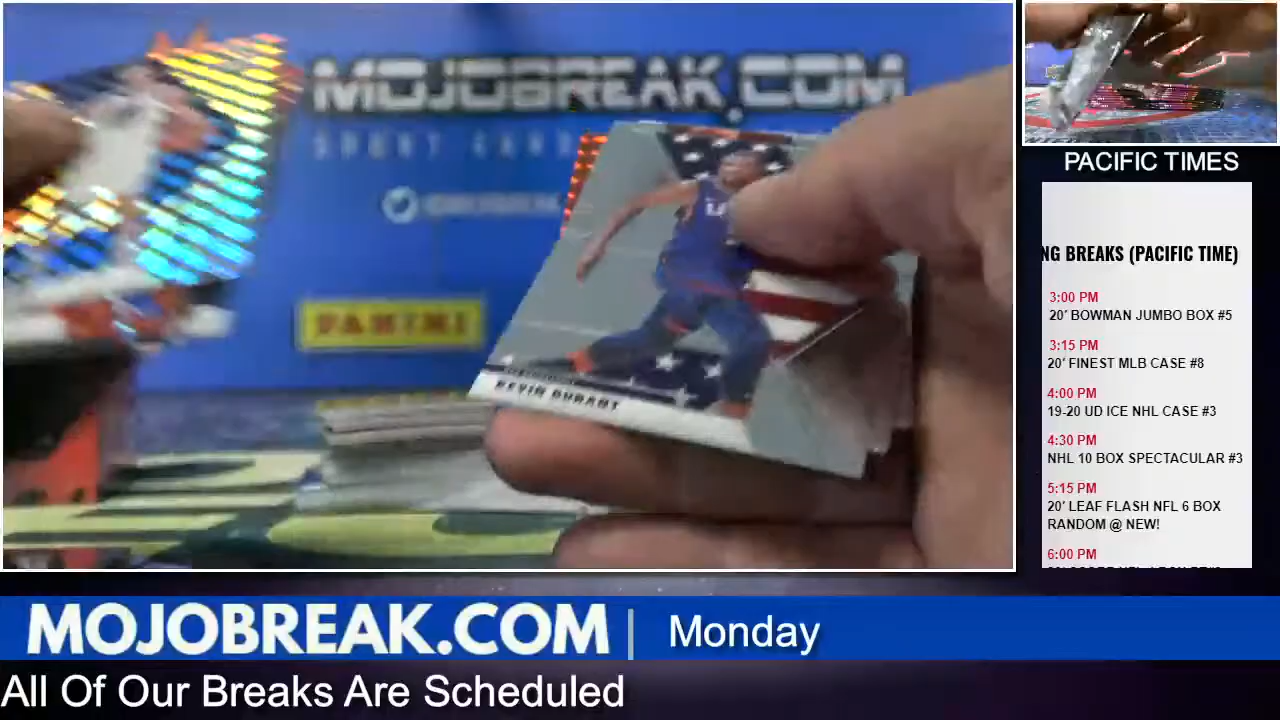 MOJOBREAK.COM
SPORT CARD
PANINI
KEVIN DURANT
PACIFIC TIMES
NG BREAKS (PACIFIC TIME)
3:00 PM
20' BOWMAN JUMBO BOX #5
3:15 PM
20' FINEST MLB CASE #8
4:00 PM
19-20 UD ICE NHL CASE #3
4:30 PM
NHL 10 BOX SPECTACULAR #3
5:15 PM
20' LEAF FLASH NFL 6 BOX
RANDOM @ NEW!
6:00 PM
MOJOBREAK.COM | Monday
All Of Our Breaks Are Scheduled